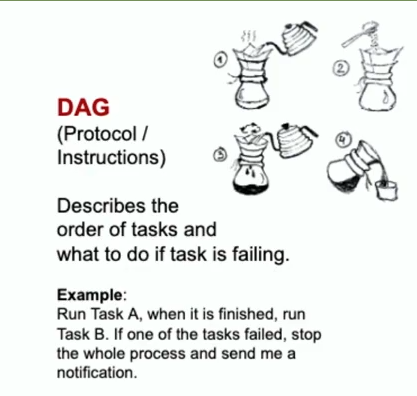 DAG
(Protocol /
Instructions)
Describes the
order of tasks and
what to do if task is failing.
Example:
Run Task A, when it is finished, run
Task B. If one of the tasks failed, stop
the whole process and send me a
notification.
1
2
3
4